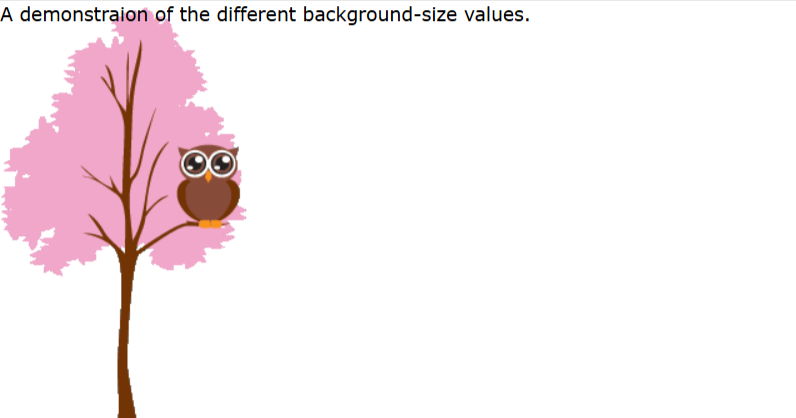 A demonstraion of the different background-size values.